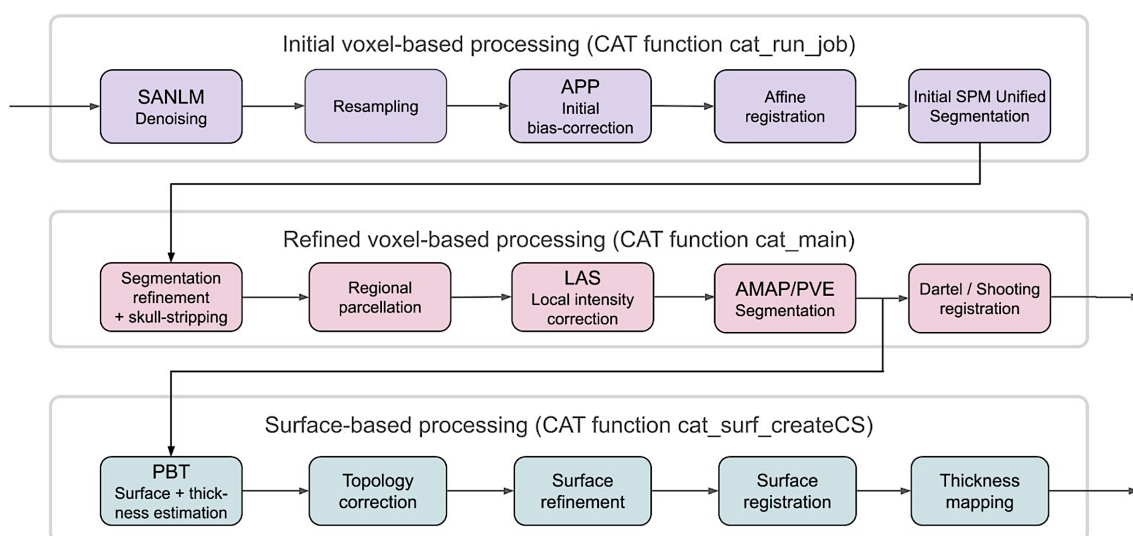 Initial voxel-based processing (CAT function cat_run_job)
SANLM
Denoising
Resampling
APP
Initial
bias-correction
Affine
registration
Initial SPM Unified
Segmentation
Refined voxel-based processing (CAT function cat_main)
Segmentation
refinement
+ skull-stripping
Regional
parcellation
LAS
Local intensity
correction
AMAP/PVE
Segmentation
Dartel / Shooting
registration
Surface-based processing (CAT function cat_surf_createCS)
PBT
Surface + thick-
ness estimation
Topology
correction
Surface
refinement
Surface
registration
Thickness
mapping